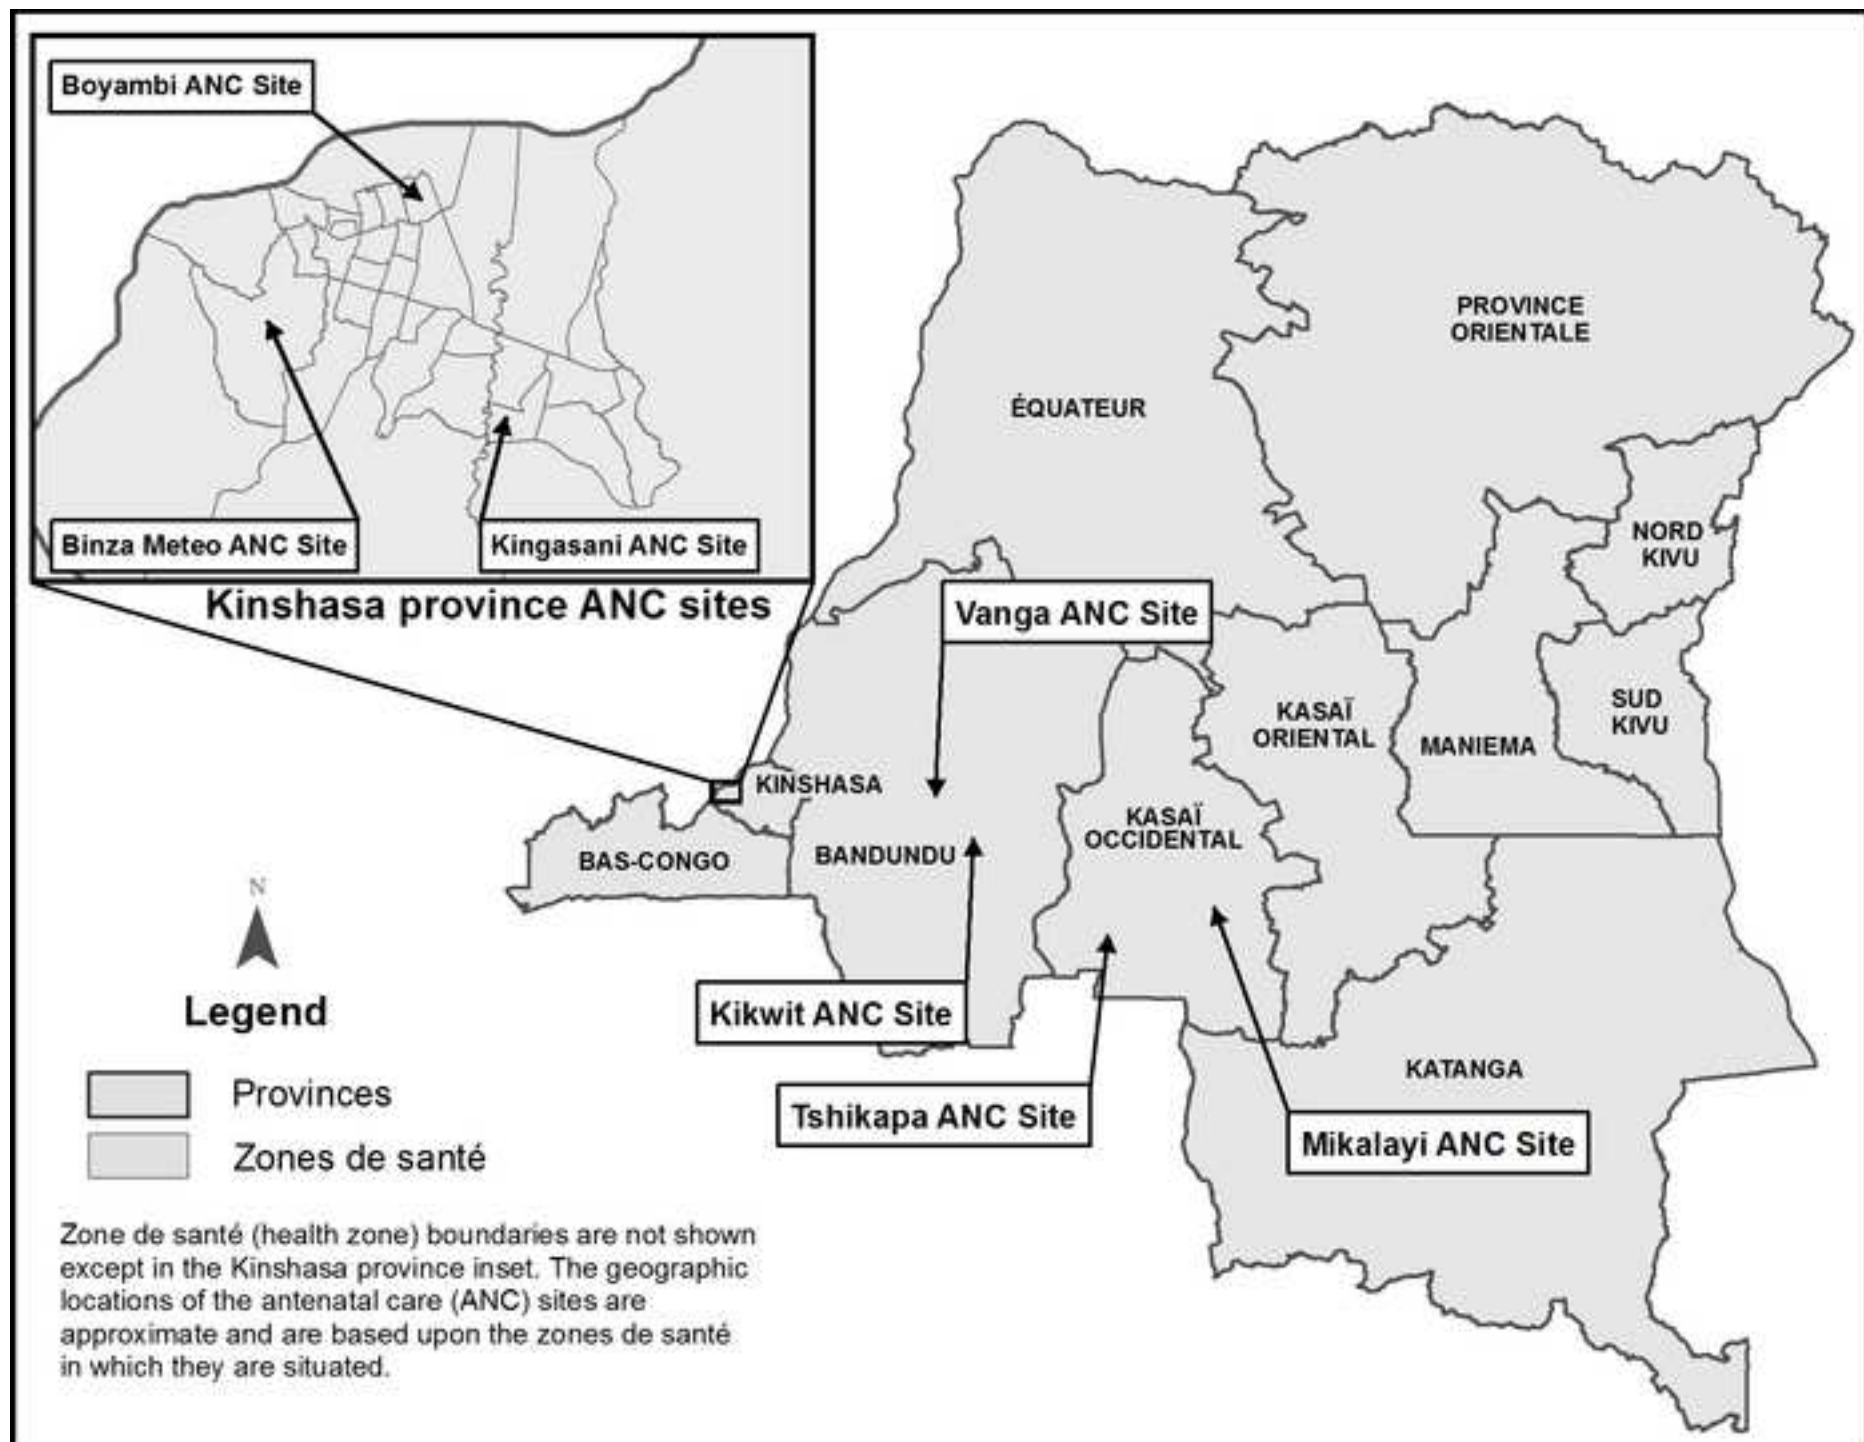 Boyambi ANC Site
Binza Meteo ANC Site
Kingasani ANC Site
Kinshasa province ANC sites
PROVINCE
ORIENTALE
ÉQUATEUR
NORD
KIVU
Vanga ANC Site
KASAÏ
ORIENTAL
SUD
KIVU
MANIEMA
KINSHASA
KASAÏ
OCCIDENTAL
BAS-CONGO
BANDUNDU
N
Kikwit ANC Site
KATANGA
Tshikapa ANC Site
Mikalayi ANC Site
Legend
Provinces
Zones de santé
Zone de santé (health zone) boundaries are not shown
except in the Kinshasa province inset. The geographic
locations of the antenatal care (ANC) sites are
approximate and are based upon the zones de santé
in which they are situated.